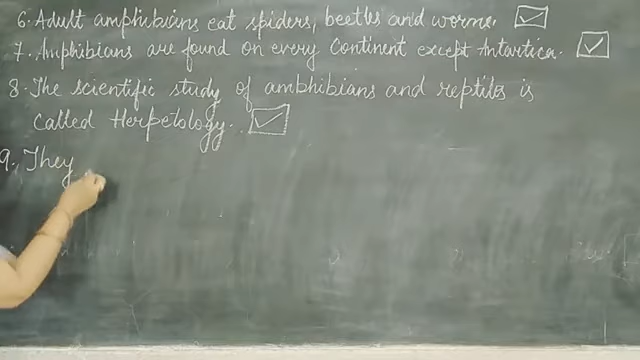 6. Adult amphibians eat spiders, beetles and worms.
7. Amphibians are found on every Continent except Antartica.
8. The scientific study of ambhibians and reptiles is
called Herpetology.
9. They